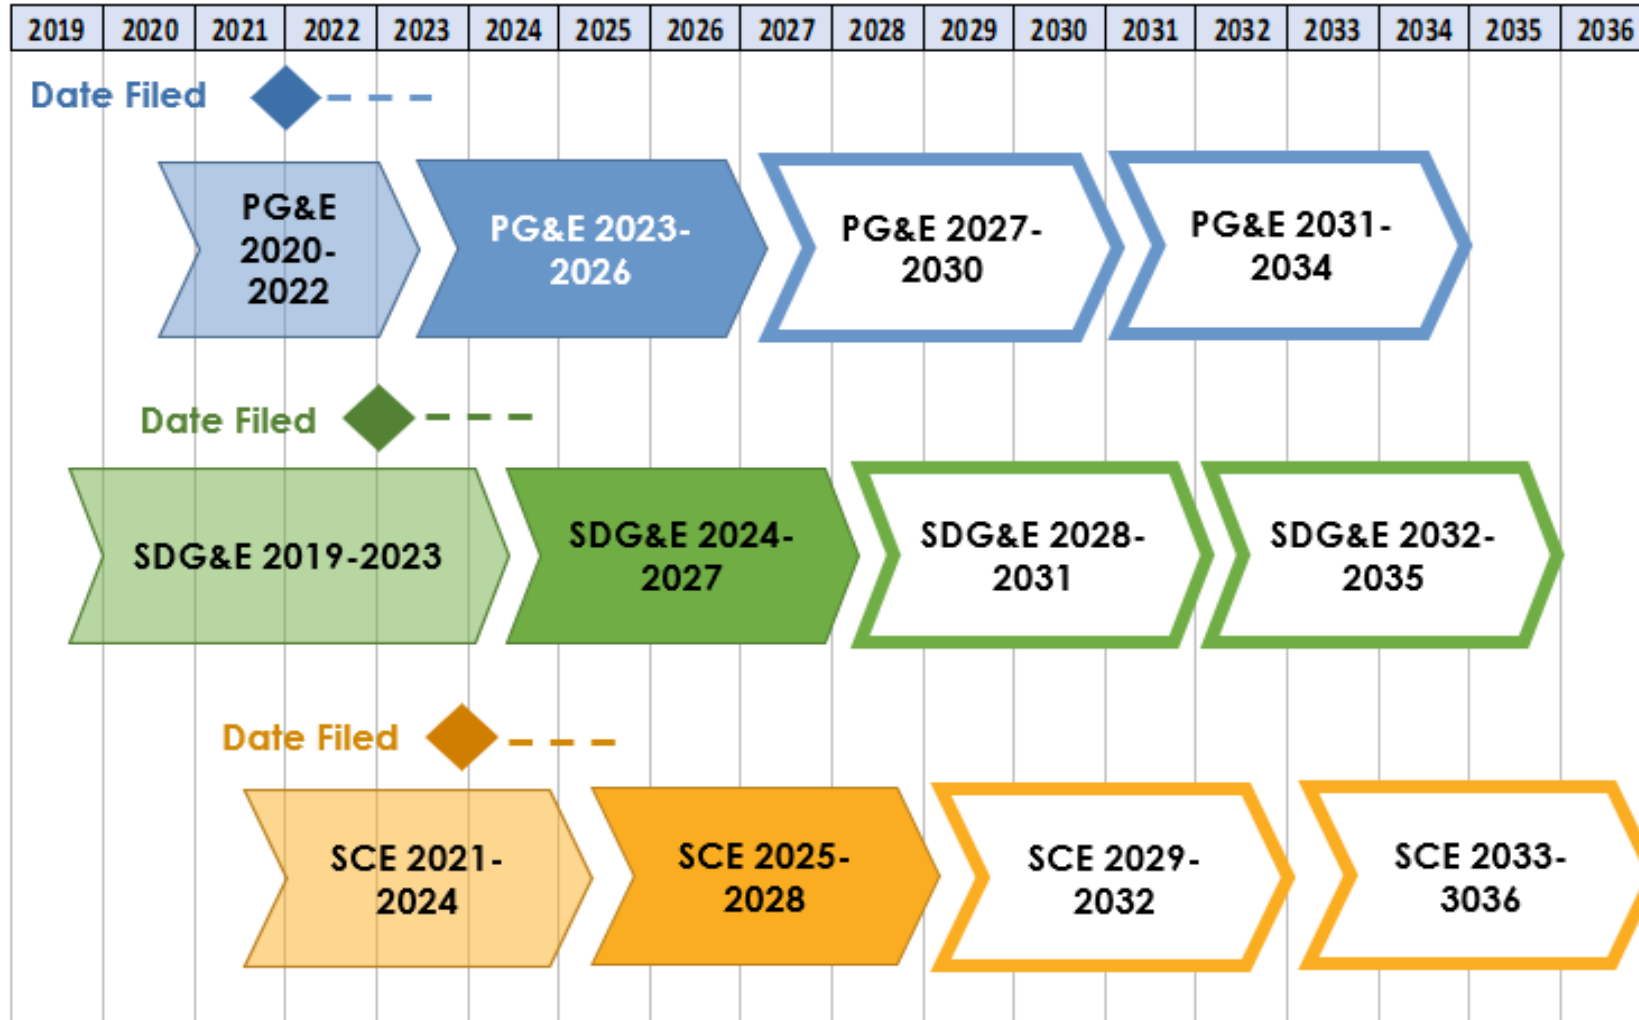 2019 2020 2021 2022 2023 2024 2025 2026 2027 2028 2029 2030 2031 2032 2033 2034 2035 2036
Date Filed
PG&E
2020-
2022
PG&E 2023-
2026
PG&E 2027-
2030
PG&E 2031-
2034
Date Filed
SDG&E 2019-2023
SDG&E 2024-
2027
SDG&E 2028-
2031
SDG&E 2032-
2035
Date Filed
SCE 2021-
2024
SCE 2025-
2028
SCE 2029-
2032
SCE 2033-
3036